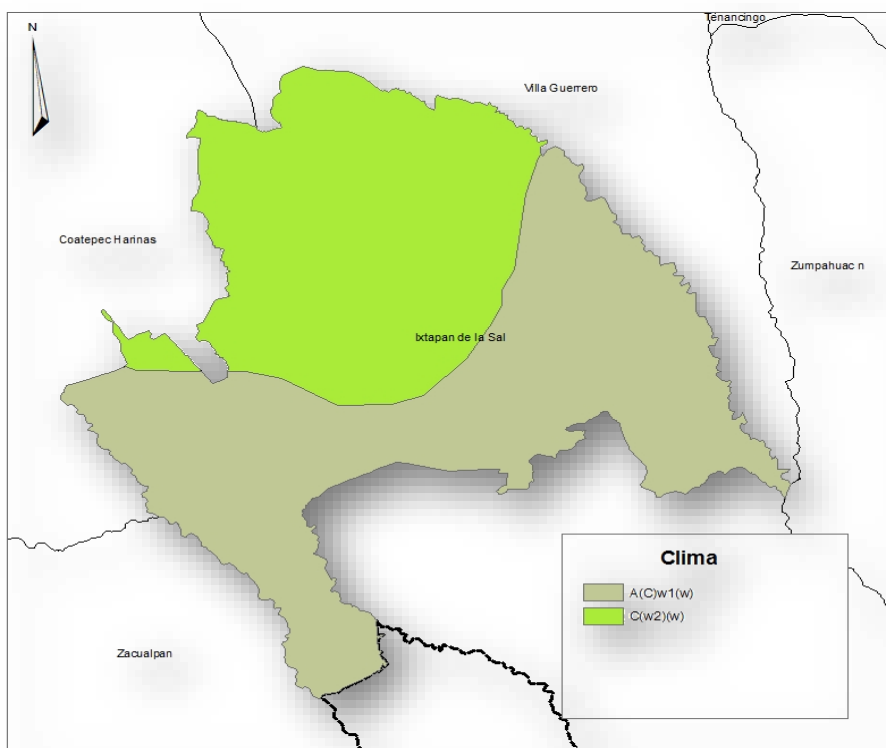 Tenancingo
N
Villa Guerrero
Coatepec Harinas
Zumpahuac n
Ixtapan de la Sal
Clima
A(C)w1(w)
C(w2)(w)
Zacualpan